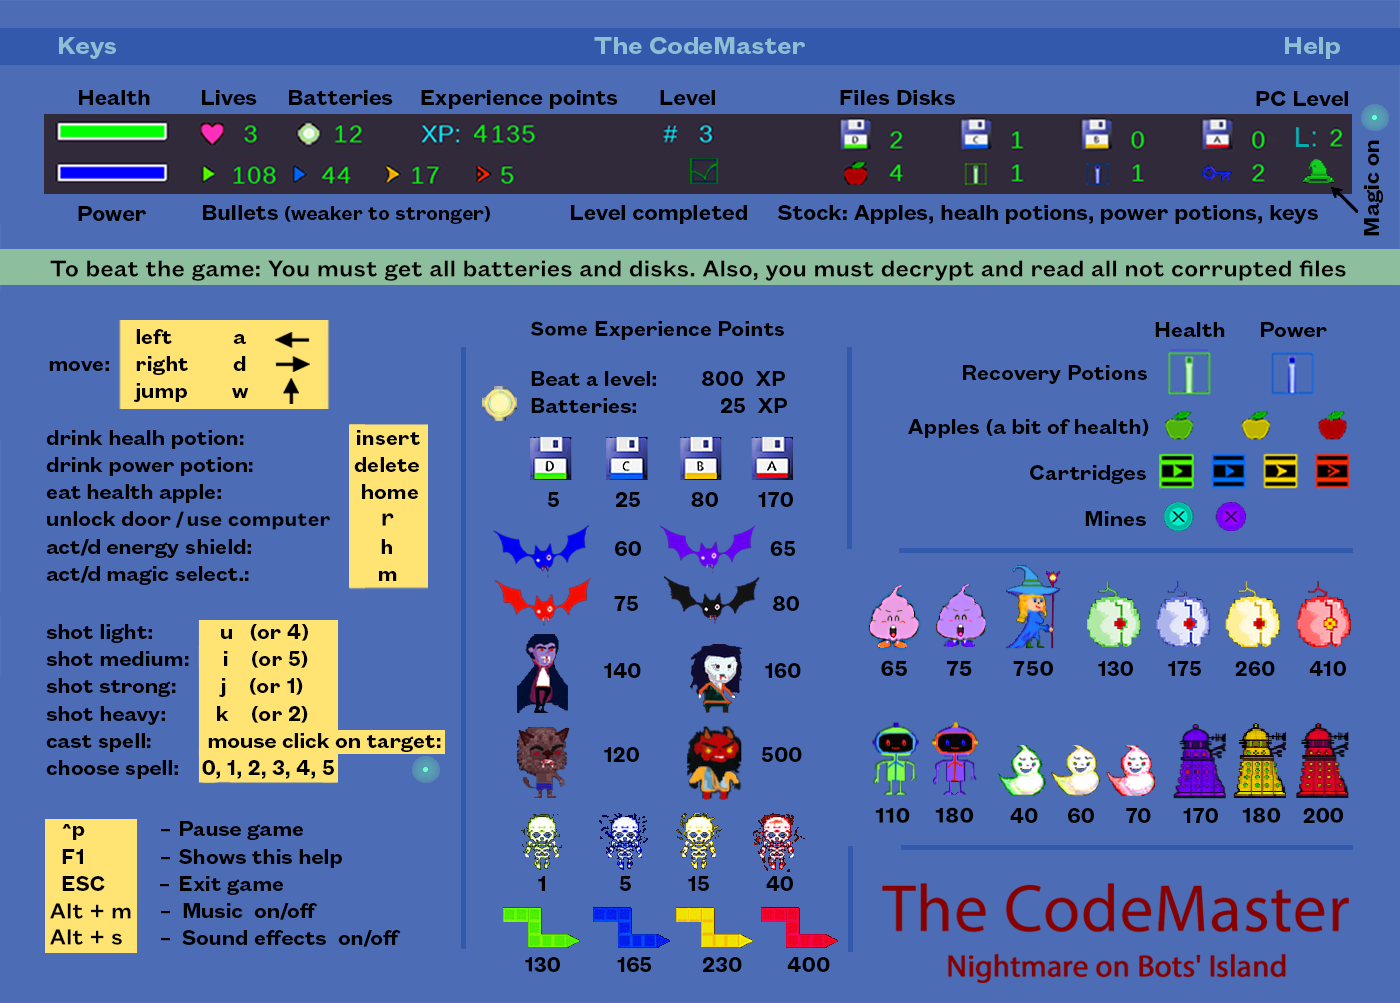 Keys The CodeMaster Help
Health Lives Batteries Experience points Level Files Disks PC Level
3 12 XP: 4135 # 3 D 2 C 1 B 0 A 0 L: 2
108 44 17 5 4 1 1 2
Magic on
Power Bullets (weaker to stronger) Level completed Stock: Apples, healh potions, power potions, keys
To beat the game: You must get all batteries and disks. Also, you must decrypt and read all not corrupted files
move:
left a ←
right d →
jump w ↑
drink healh potion: insert
drink power potion: delete
eat health apple: home
unlock door / use computer r
act/d energy shield: h
act/d magic select.: m
shot light: u (or 4)
shot medium: i (or 5)
shot strong: j (or 1)
shot heavy: k (or 2)
cast spell: mouse click on target:
choose spell: 0, 1, 2, 3, 4, 5
^p – Pause game
F1 – Shows this help
ESC – Exit game
Alt + m – Music on/off
Alt + s – Sound effects on/off
Some Experience Points
Beat a level: 800 XP
Batteries: 25 XP
D C B A
5 25 80 170
60 65
75 80
140 160
120 500
1 5 15 40
130 165 230 400
Health Power
Recovery Potions
Apples (a bit of health)
Cartridges
Mines
65 75 750 130 175 260 410
110 180 40 60 70 170 180 200
The CodeMaster
Nightmare on Bots' Island